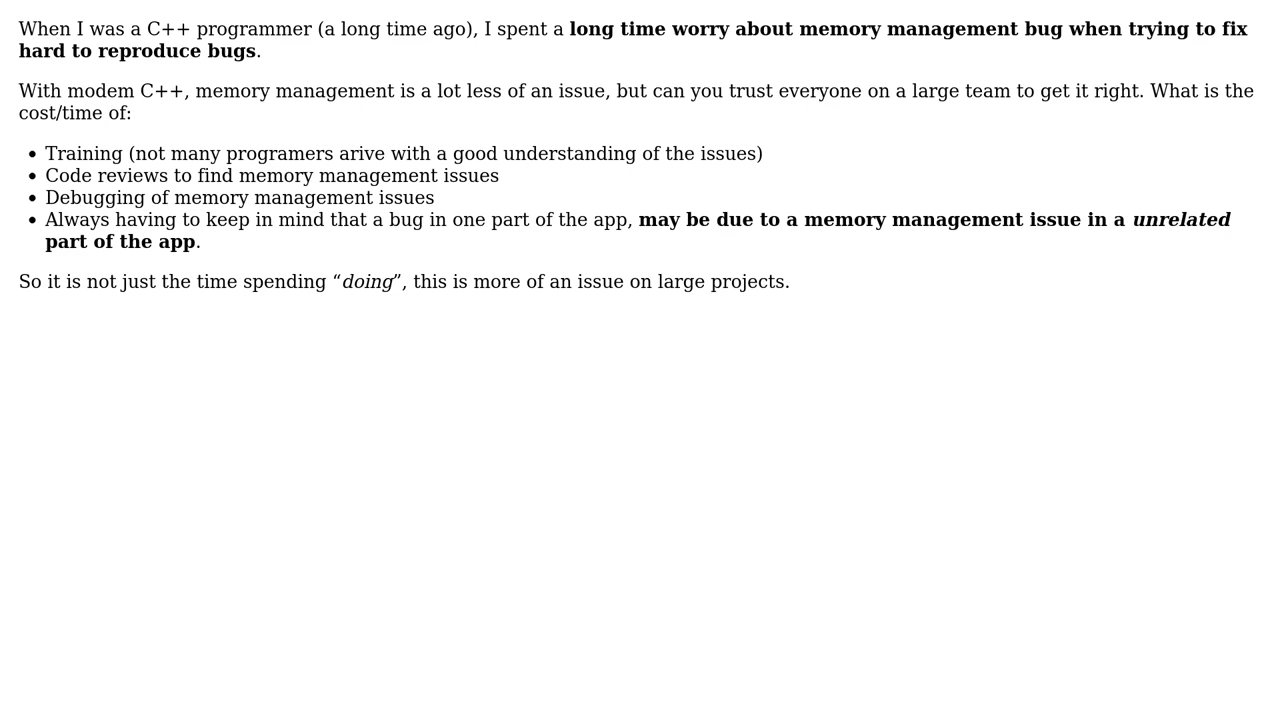 When I was a C++ programmer (a long time ago), I spent a long time worry about memory management bug when trying to fix
hard to reproduce bugs.
With modem C++, memory management is a lot less of an issue, but can you trust everyone on a large team to get it right. What is the
cost/time of:
• Training (not many programers arive with a good understanding of the issues)
• Code reviews to find memory management issues
• Debugging of memory management issues
• Always having to keep in mind that a bug in one part of the app, may be due to a memory management issue in a unrelated
part of the app.
So it is not just the time spending “doing”, this is more of an issue on large projects.